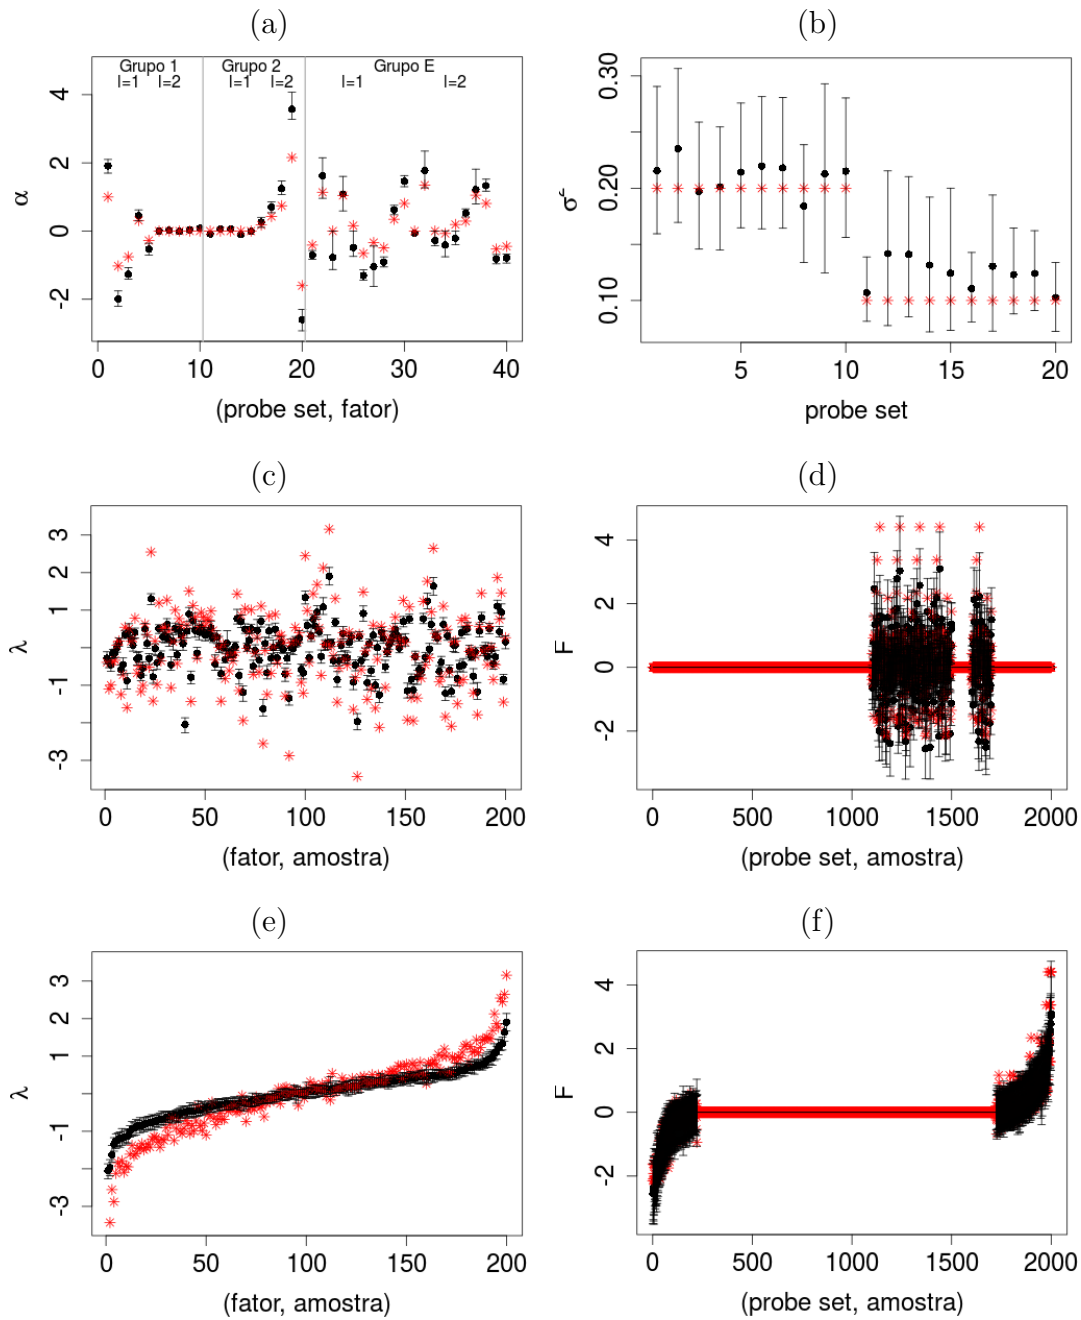 (a)
Grupo 1 Grupo 2 Grupo E
l=1 l=2 l=1 l=2 l=1 l=2
4
2
0
-2
α
0 10 20 30 40
(probe set, fator)
(b)
0.30
0.20
0.10
5 10 15 20
probe set
(c)
3
2
1
-1
-3
λ
0 50 100 150 200
(fator, amostra)
(d)
4
2
0
-2
F
0 500 1000 1500 2000
(probe set, amostra)
(e)
3
2
1
-1
-3
λ
0 50 100 150 200
(fator, amostra)
(f)
4
2
0
-2
F
0 500 1000 1500 2000
(probe set, amostra)